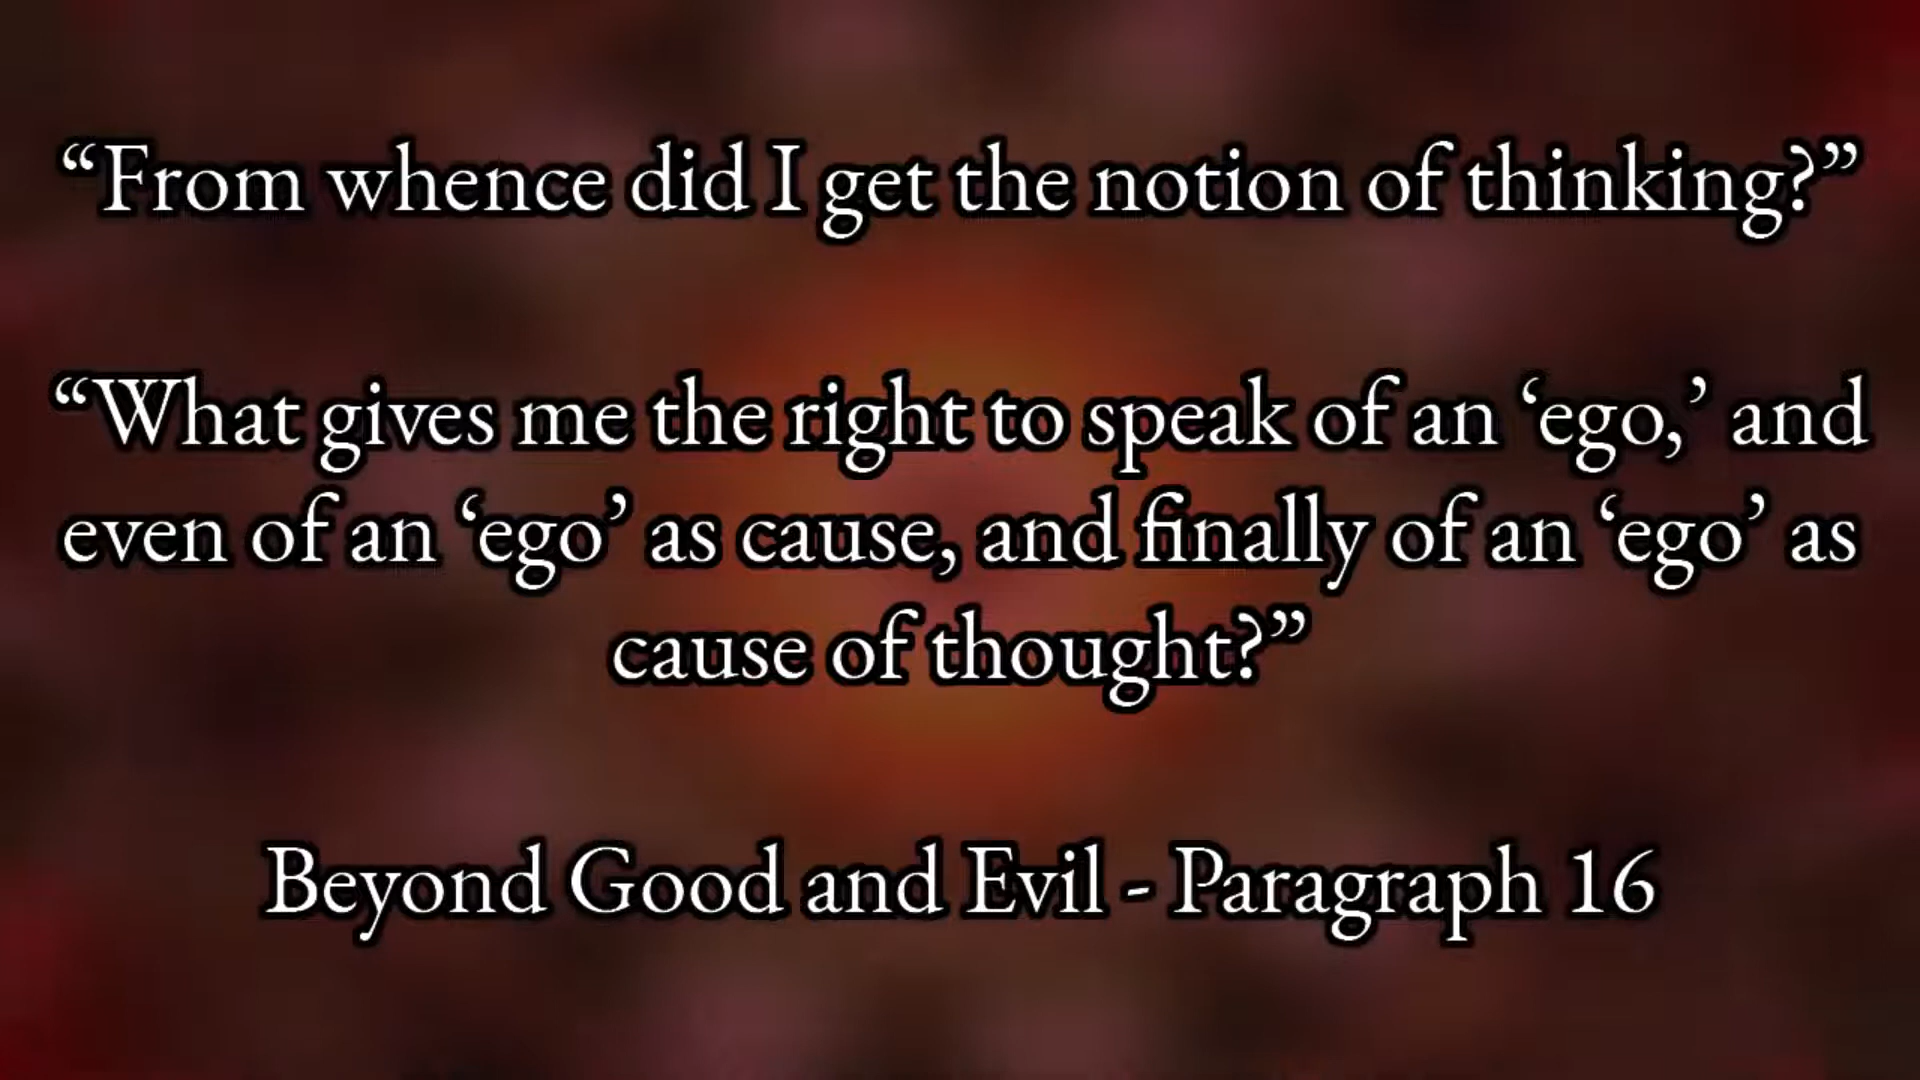 “From whence did I get the notion of thinking?”
“What gives me the right to speak of an ‘ego,’ and
even of an ‘ego’ as cause, and finally of an ‘ego’ as
cause of thought?”
Beyond Good and Evil - Paragraph 16